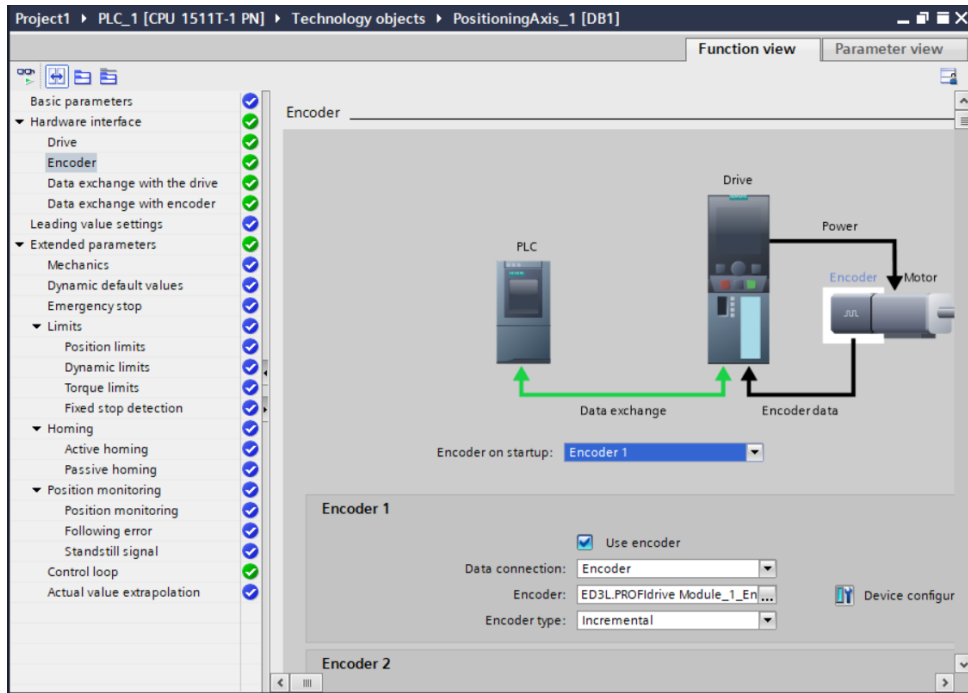 Project1 ▸ PLC_1 [CPU 1511T-1 PN] ▸ Technology objects ▸ PositioningAxis_1 [DB1]
Function view
Parameter view
Basic parameters
Hardware interface
Drive
Encoder
Data exchange with the drive
Data exchange with encoder
Leading value settings
Extended parameters
Mechanics
Dynamic default values
Emergency stop
Limits
Position limits
Dynamic limits
Torque limits
Fixed stop detection
Homing
Active homing
Passive homing
Position monitoring
Position monitoring
Following error
Standstill signal
Control loop
Actual value extrapolation
Encoder
Drive
Power
PLC
Encoder
Motor
Data exchange
Encoder data
Encoder on startup: Encoder 1
Encoder 1
Use encoder
Data connection: Encoder
Encoder: ED3L.PROFIdrive Module_1_En ...
Device configur
Encoder type: Incremental
Encoder 2